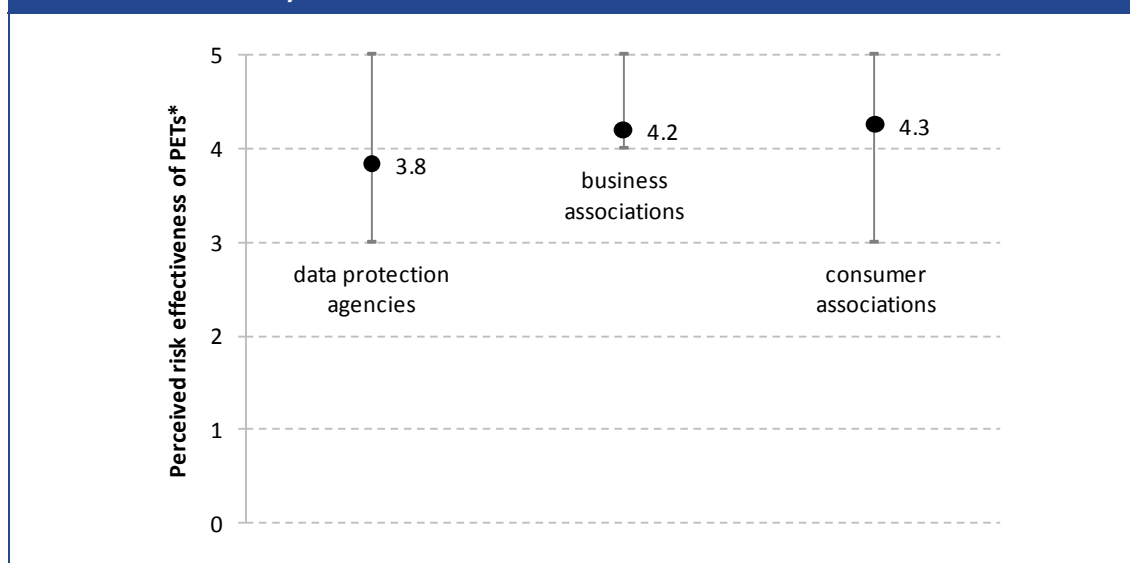 5
4
3
2
1
0
Perceived risk effectiveness of PETs*
3.8
4.2
4.3
data protection
agencies
business
associations
consumer
associations